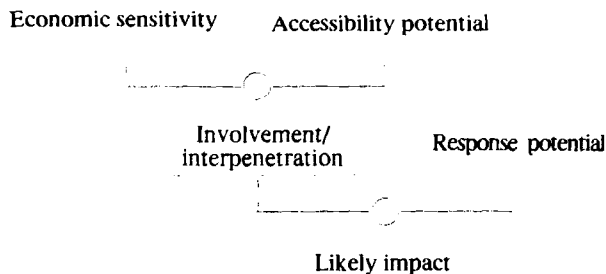 Economic sensitivity Accessibility potential
Involvement/
interpenetration
Response potential
Likely impact